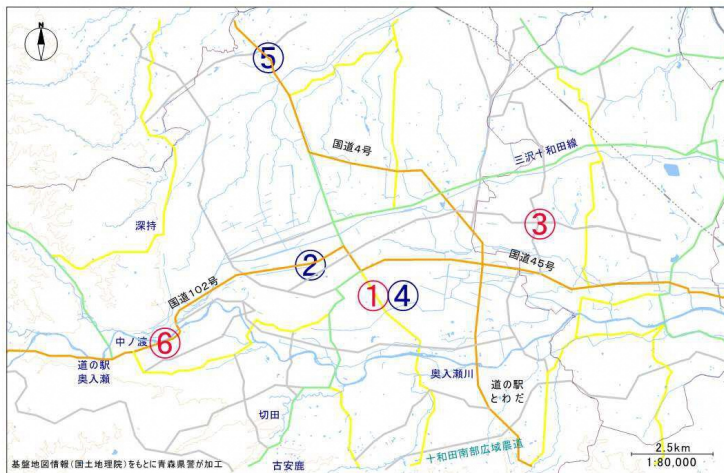 N
⑤
国道4号
三沢十和田線
深持
③
②
国道45号
国道102号
①
④
中ノ渡
⑥
道の駅
奥入瀬
奥入瀬川
道の駅
とわだ
切田
十和田南部広域農道
古安鹿
2.5km
1:80,000
基盤地図情報(国土地理院)をもとに青森県警が加工